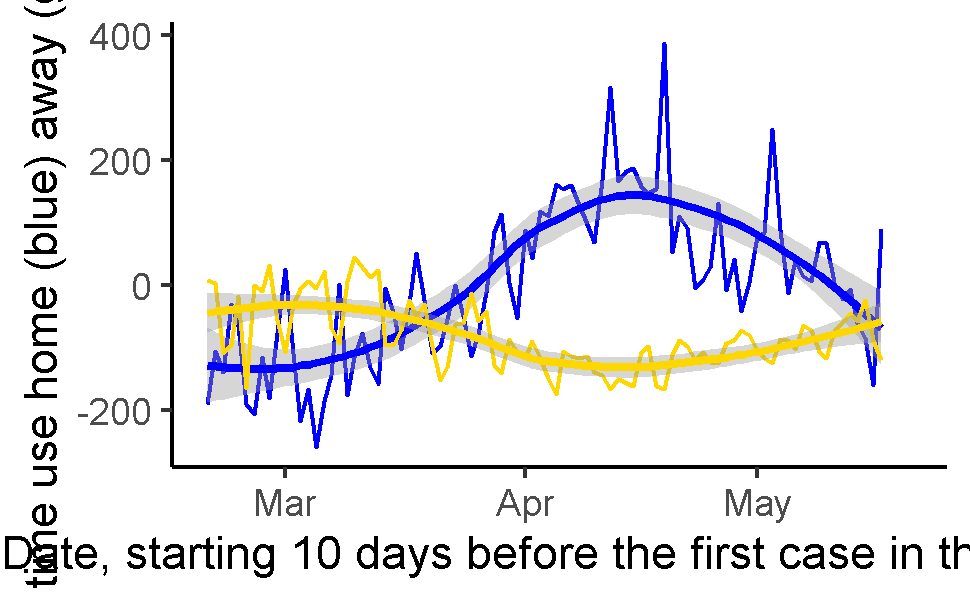 time use home (blue) away (
400
200
0
-200
Mar Apr May
Date, starting 10 days before the first case in th